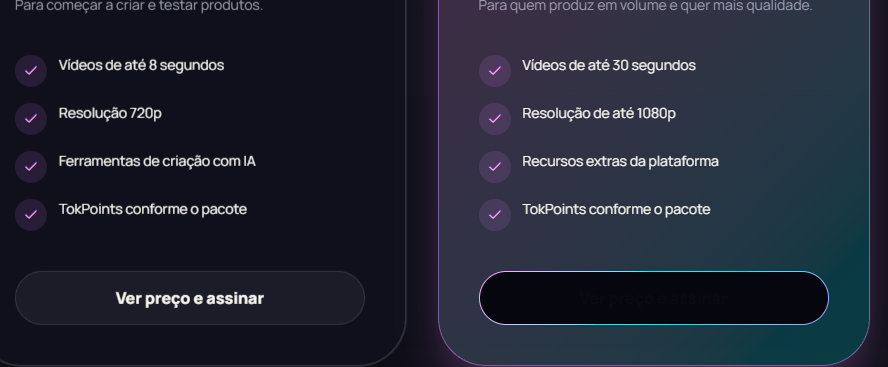 Para começar a criar e testar produtos.
Vídeos de até 8 segundos
Resolução 720p
Ferramentas de criação com IA
TokPoints conforme o pacote
Ver preço e assinar
Para quem produz em volume e quer mais qualidade.
Vídeos de até 30 segundos
Resolução de até 1080p
Recursos extras da plataforma
TokPoints conforme o pacote
Ver preço e assinar